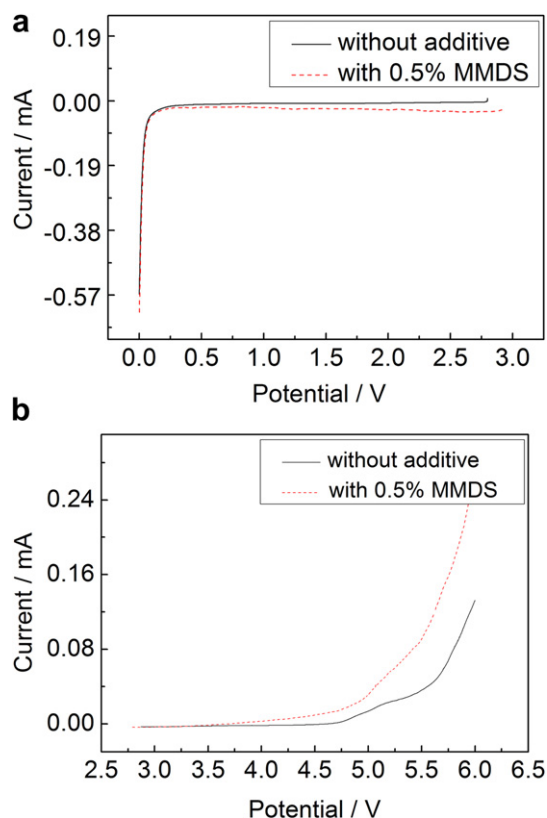 a
without additive
with 0.5% MMDS
0.19
0.00
-0.19
-0.38
-0.57
Current / mA
0.0 0.5 1.0 1.5 2.0 2.5 3.0
Potential / V
b
without additive
with 0.5% MMDS
0.24
0.16
0.08
0.00
Current / mA
2.5 3.0 3.5 4.0 4.5 5.0 5.5 6.0 6.5
Potential / V